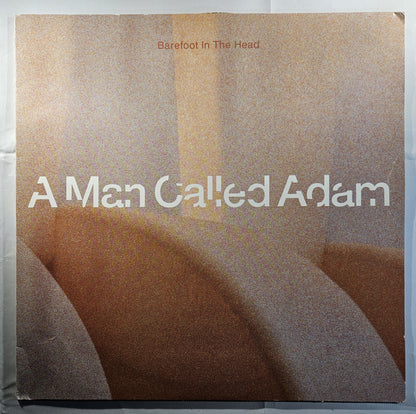 Barefoot In The Head
A Man Called Adam